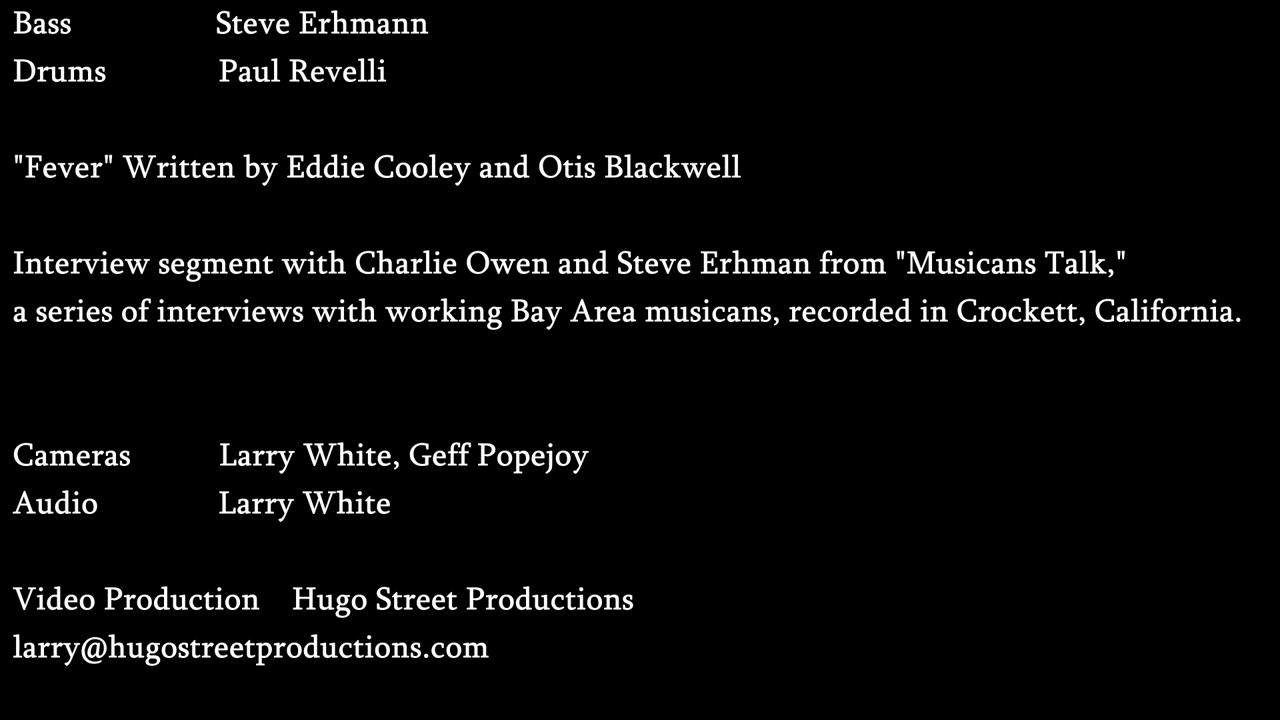 Bass Steve Erhmann
Drums Paul Revelli
"Fever" Written by Eddie Cooley and Otis Blackwell
Interview segment with Charlie Owen and Steve Erhman from "Musicans Talk,"
a series of interviews with working Bay Area musicans, recorded in Crockett, California.
Cameras Larry White, Geff Popejoy
Audio Larry White
Video Production Hugo Street Productions
larry@hugostreetproductions.com